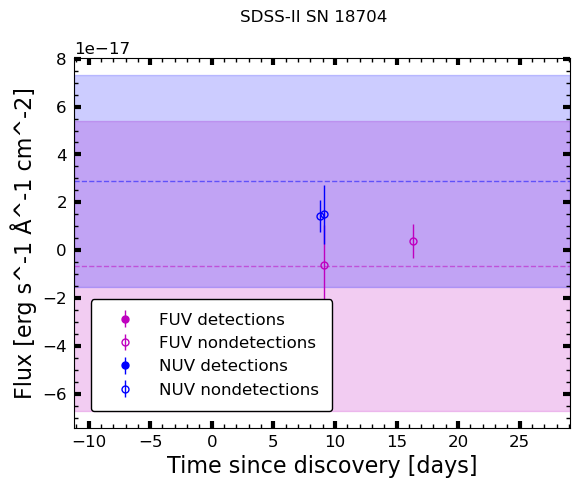 SDSS-II SN 18704
1e−17
8
6
4
2
0
−2
−4
−6
Flux [erg s^-1 Å^-1 cm^-2]
FUV detections
FUV nondetections
NUV detections
NUV nondetections
−10 −5 0 5 10 15 20 25
Time since discovery [days]